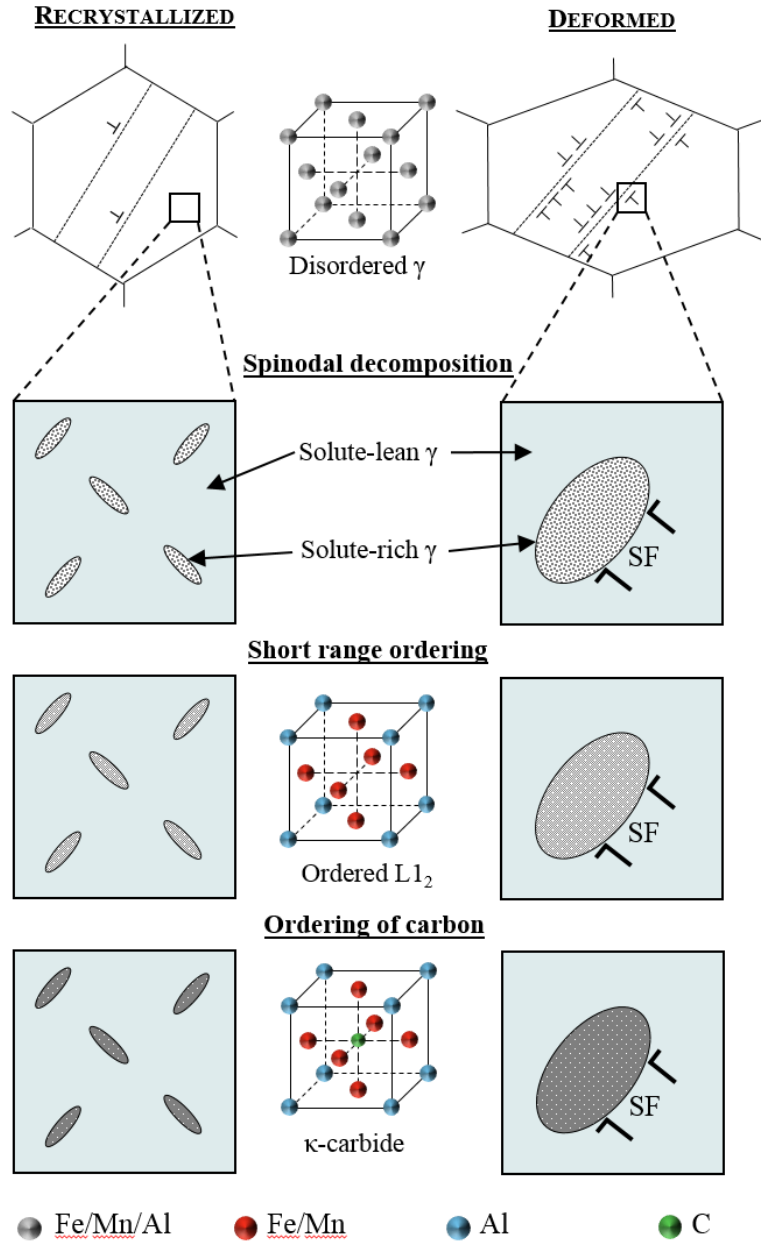 RECRYSTALLIZED
DEFORMED
Disordered γ
Spinodal decomposition
Solute-lean γ
Solute-rich γ
SF
Short range ordering
Ordered L1₂
SF
Ordering of carbon
κ-carbide
SF
Fe/Mn/Al
Fe/Mn
Al
C